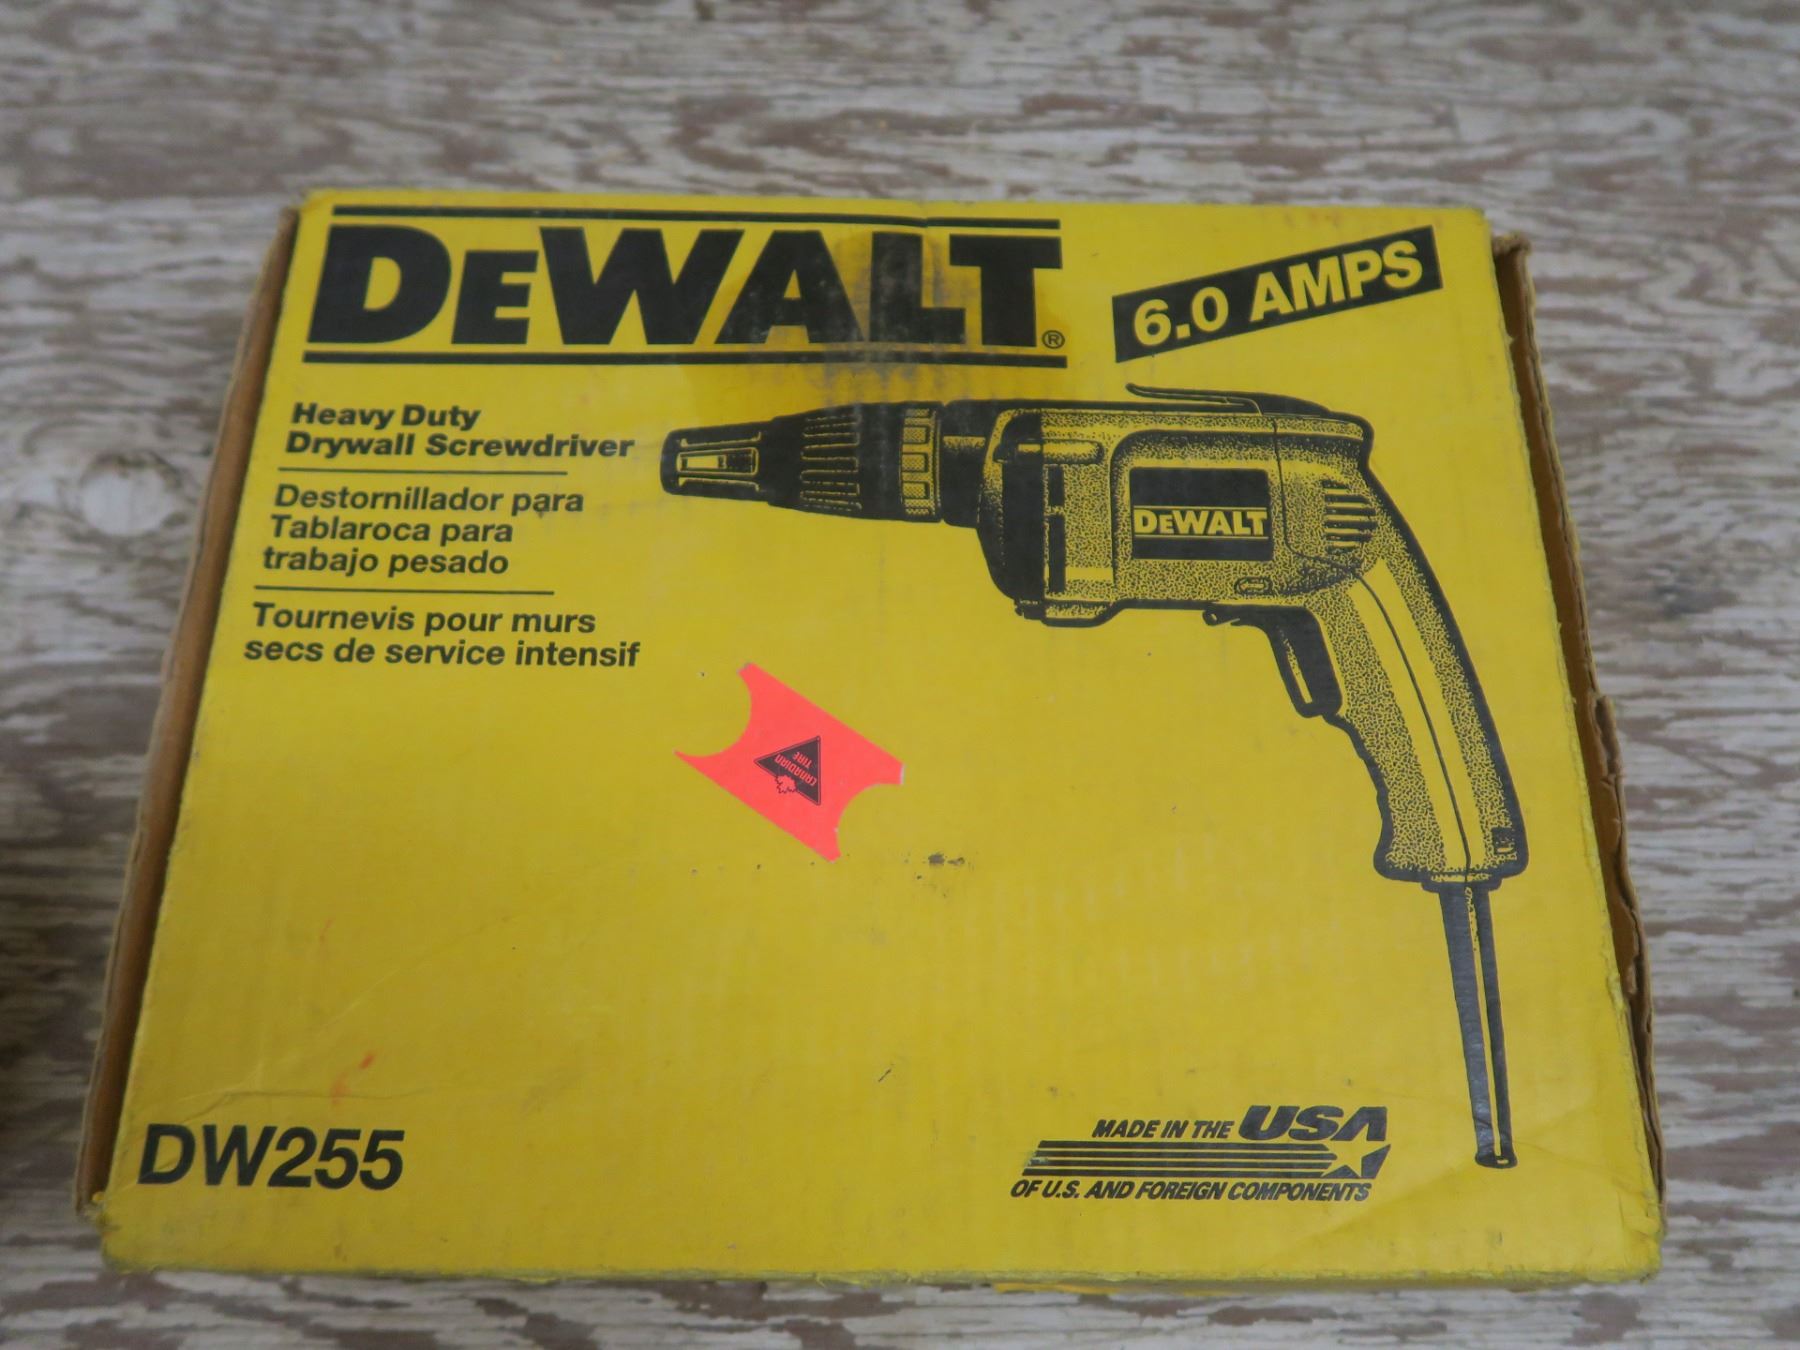 DEWALT®
6.0 AMPS
Heavy Duty
Drywall Screwdriver
Destornillador para
Tablaroca para
trabajo pesado
Tournevis pour murs
secs de service intensif
DEWALT
CANADIAN
TIRE
DW255
MADE IN THE USA
OF U.S. AND FOREIGN COMPONENTS